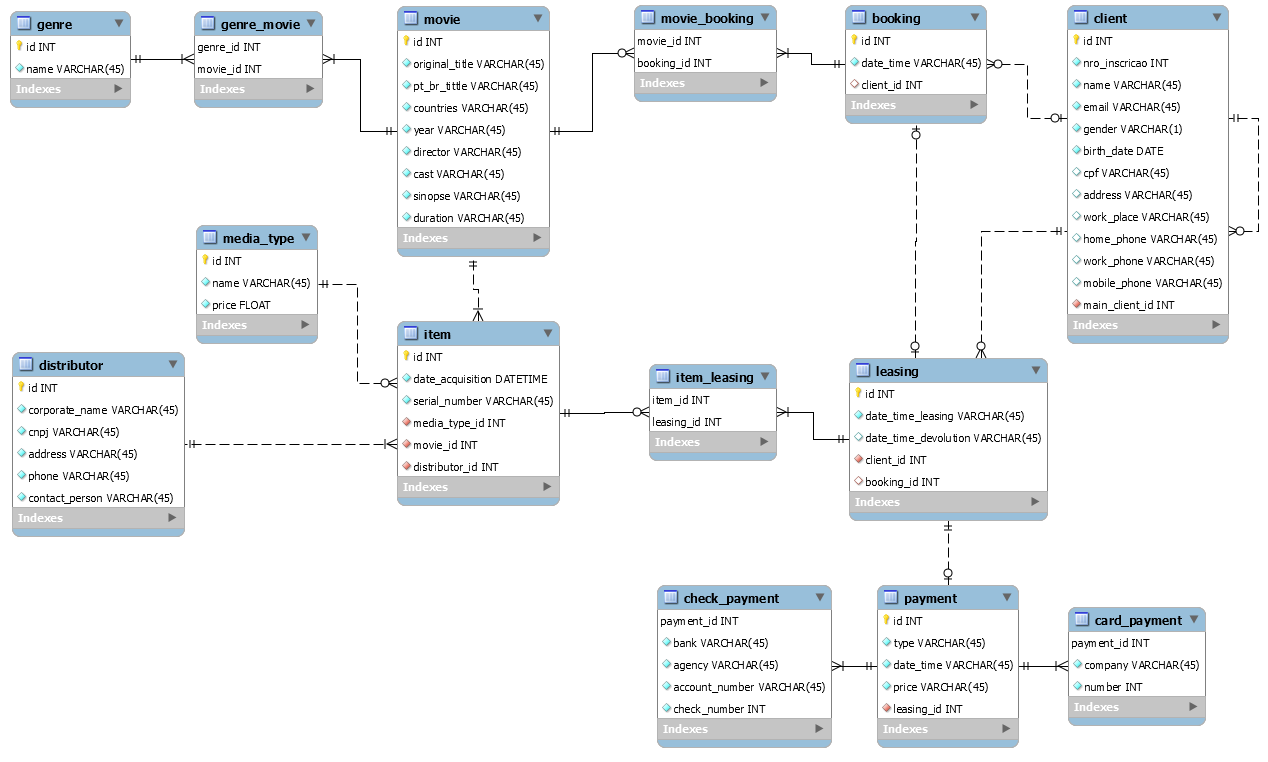 genre
id INT
name VARCHAR(45)
Indexes
genre_movie
genre_id INT
movie_id INT
Indexes
movie
id INT
original_title VARCHAR(45)
pt_br_tittle VARCHAR(45)
countries VARCHAR(45)
year VARCHAR(45)
director VARCHAR(45)
cast VARCHAR(45)
sinopse VARCHAR(45)
duration VARCHAR(45)
Indexes
movie_booking
movie_id INT
booking_id INT
Indexes
booking
id INT
date_time VARCHAR(45)
client_id INT
Indexes
client
id INT
nro_inscricao INT
name VARCHAR(45)
email VARCHAR(45)
gender VARCHAR(1)
birth_date DATE
cpf VARCHAR(45)
address VARCHAR(45)
work_place VARCHAR(45)
home_phone VARCHAR(45)
work_phone VARCHAR(45)
mobile_phone VARCHAR(45)
main_client_id INT
Indexes
media_type
id INT
name VARCHAR(45)
price FLOAT
Indexes
distributor
id INT
corporate_name VARCHAR(45)
cnpj VARCHAR(45)
address VARCHAR(45)
phone VARCHAR(45)
contact_person VARCHAR(45)
Indexes
item
id INT
date_acquisition DATETIME
serial_number VARCHAR(45)
media_type_id INT
movie_id INT
distributor_id INT
Indexes
item_leasing
item_id INT
leasing_id INT
Indexes
leasing
id INT
date_time_leasing VARCHAR(45)
date_time_devolution VARCHAR(45)
client_id INT
booking_id INT
Indexes
check_payment
payment_id INT
bank VARCHAR(45)
agency VARCHAR(45)
account_number VARCHAR(45)
check_number INT
Indexes
payment
id INT
type VARCHAR(45)
date_time VARCHAR(45)
price VARCHAR(45)
leasing_id INT
Indexes
card_payment
payment_id INT
company VARCHAR(45)
number INT
Indexes